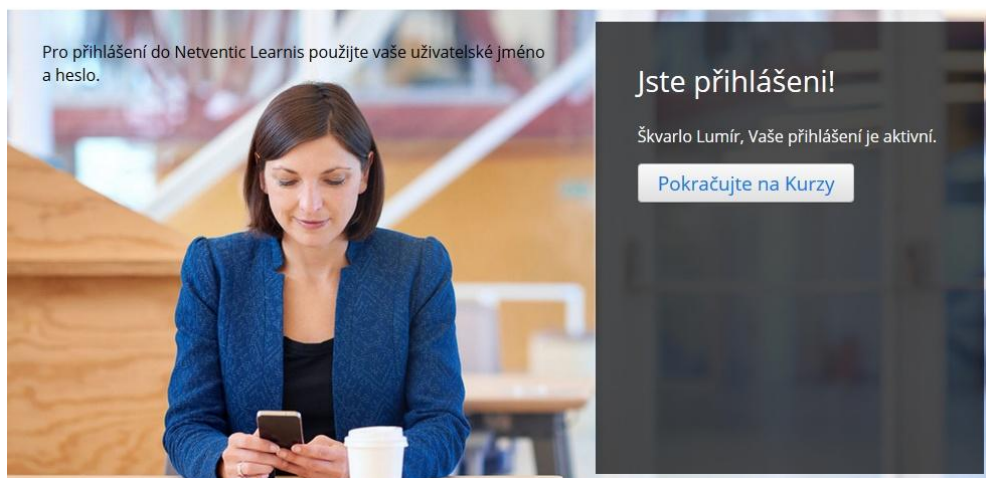 Pro přihlášení do Netventic Learnis použijte vaše uživatelské jméno
a heslo.
Jste přihlášeni!
Škvarlo Lumír, Vaše přihlášení je aktivní.
Pokračujte na Kurzy